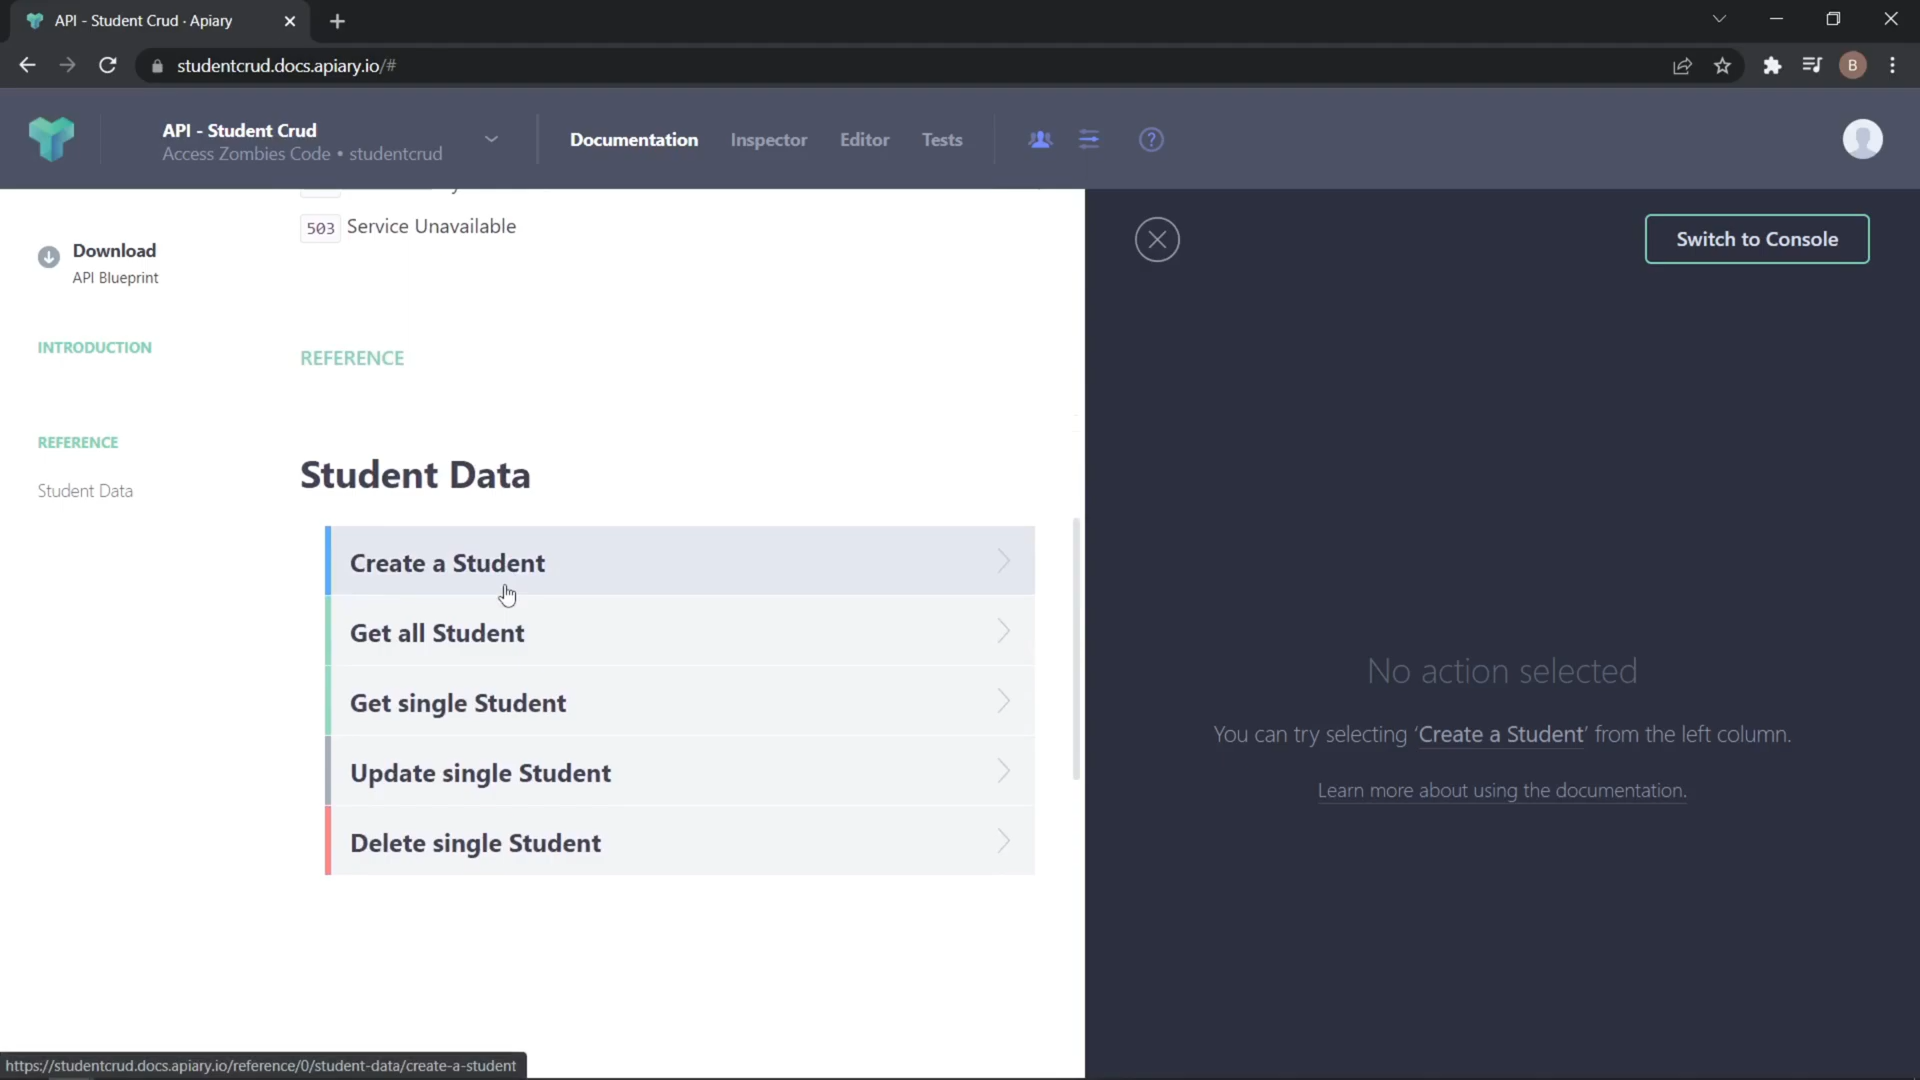 API - Student Crud · Apiary
studentcrud.docs.apiary.io/#
B
API - Student Crud
Access Zombies Code • studentcrud
Documentation
Inspector
Editor
Tests
?
Download
API Blueprint
INTRODUCTION
REFERENCE
Student Data
503 Service Unavailable
REFERENCE
Student Data
Create a Student
Get all Student
Get single Student
Update single Student
Delete single Student
Switch to Console
No action selected
You can try selecting 'Create a Student' from the left column.
Learn more about using the documentation.
https://studentcrud.docs.apiary.io/reference/0/student-data/create-a-student